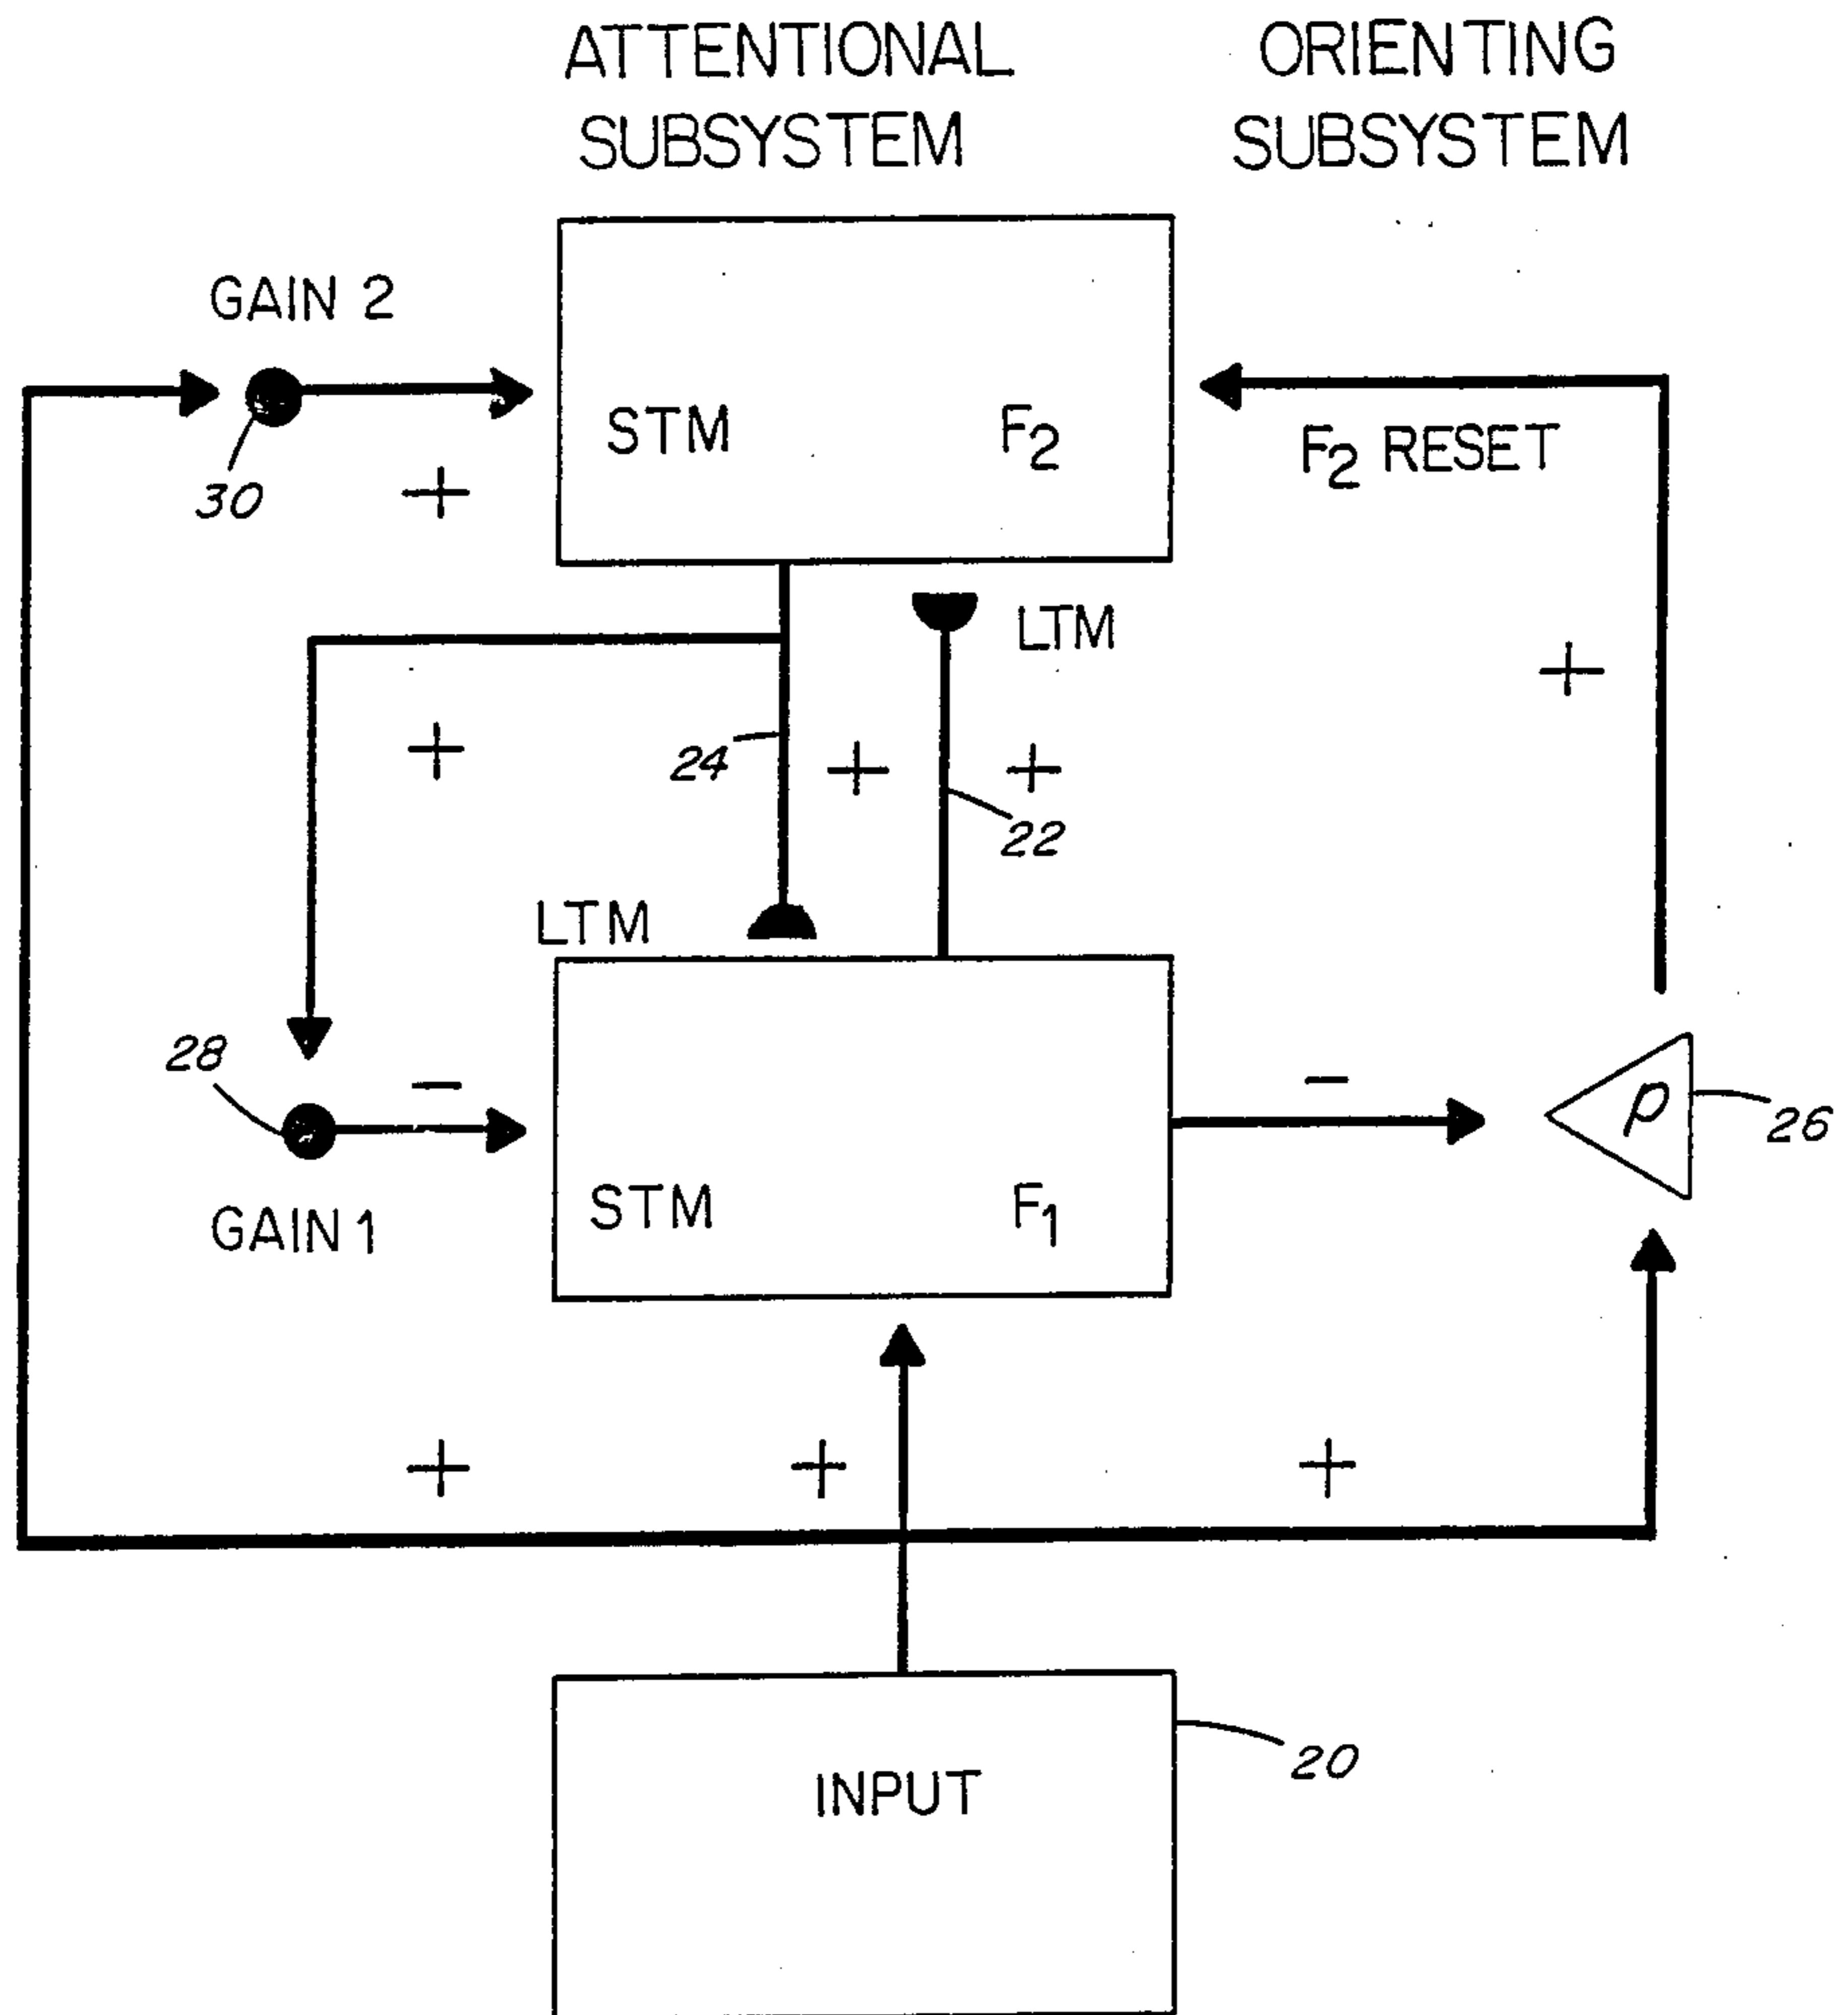 ATTENTIONAL
SUBSYSTEM
ORIENTING
SUBSYSTEM
GAIN 2
30
+
STM
F2
F2 RESET
LTM
+
+
24
+
+
22
LTM
28
-
-
ρ
26
GAIN 1
STM
F1
+
+
+
20
INPUT